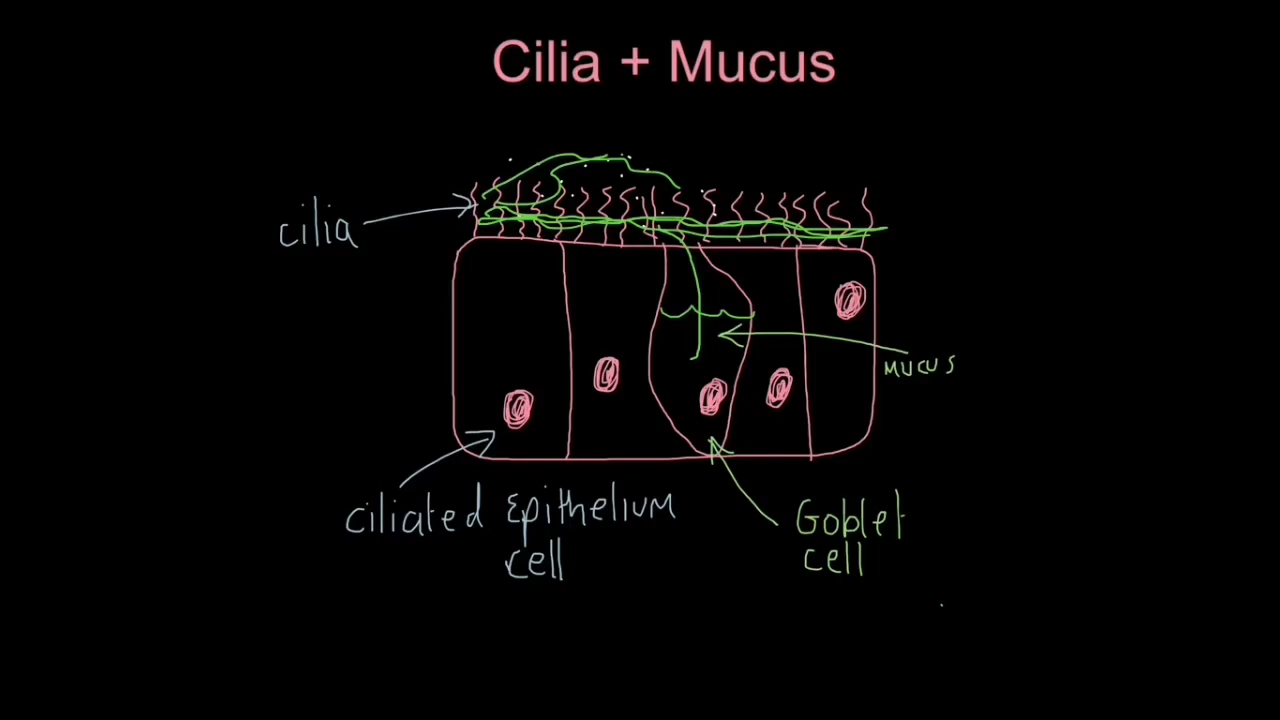 Cilia + Mucus
cilia
MUCUS
ciliated Epithelium
cell
Goblet
cell